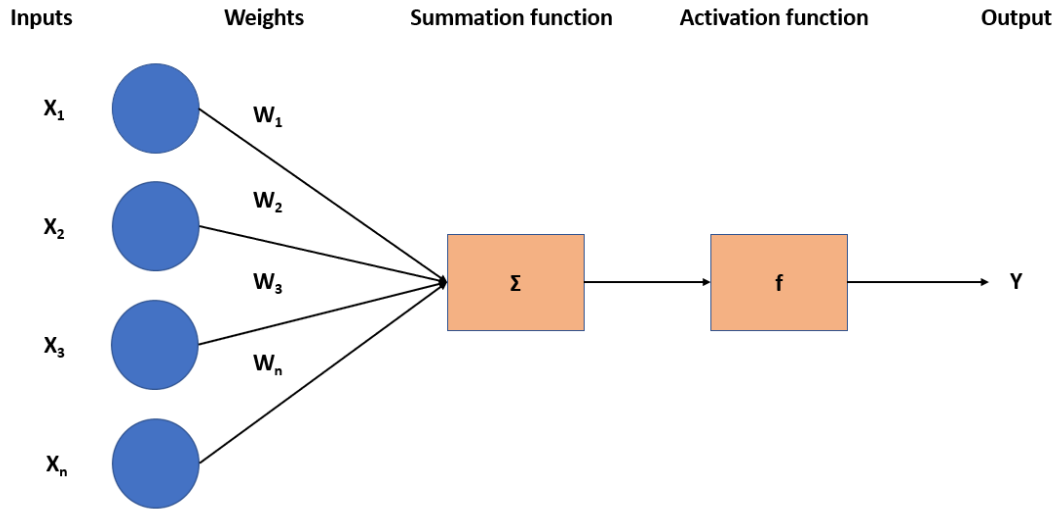 Inputs Weights Summation function Activation function Output
X₁ W₁
X₂ W₂
W₃ Σ f Y
X₃ Wₙ
Xₙ